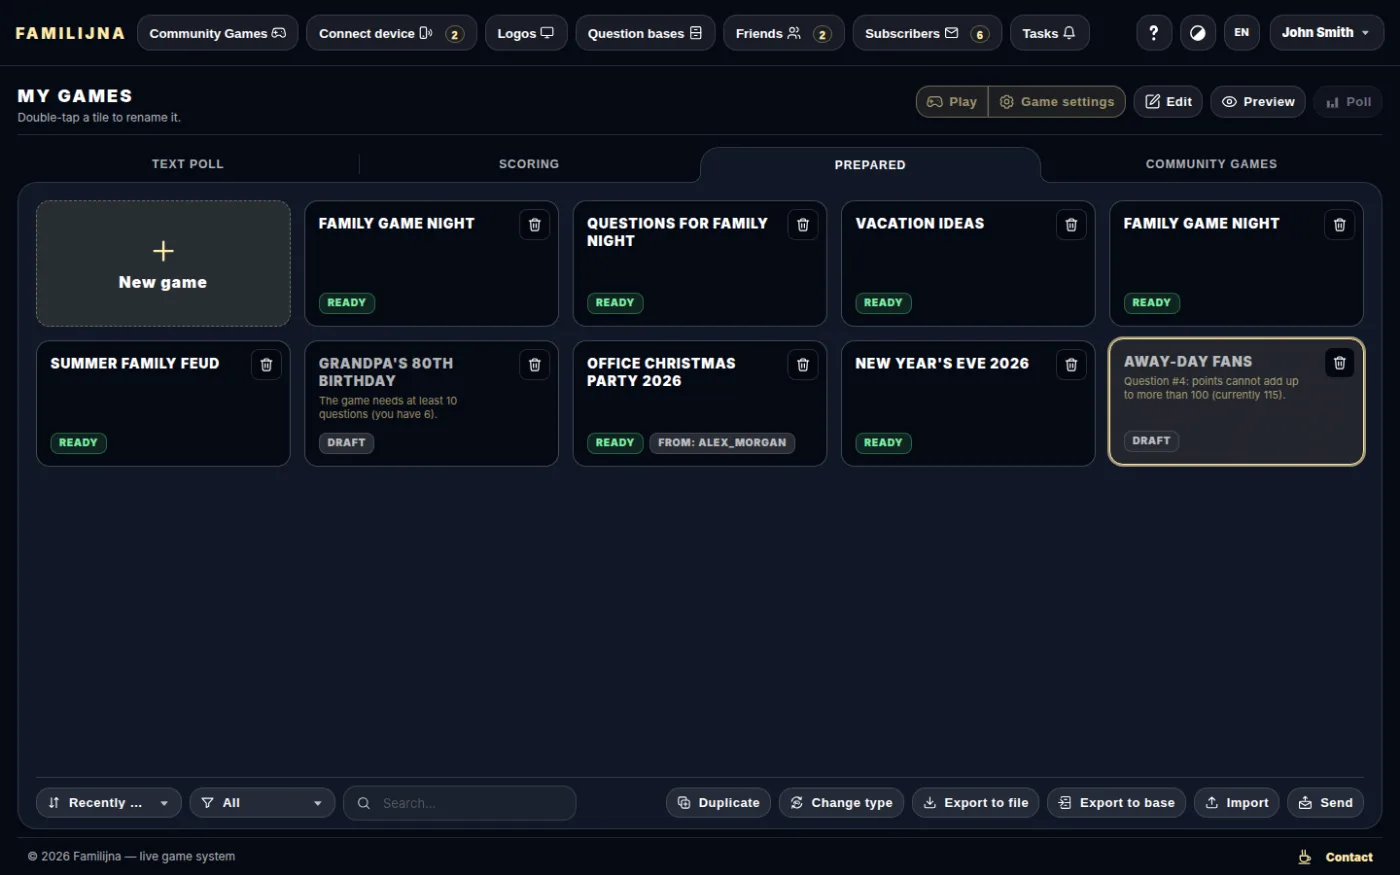 FAMILIJNA
Community Games
Connect device 2
Logos
Question bases
Friends 2
Subscribers 6
Tasks
?
EN
John Smith
MY GAMES
Double-tap a tile to rename it.
Play
Game settings
Edit
Preview
Poll
TEXT POLL
SCORING
PREPARED
COMMUNITY GAMES
+
New game
FAMILY GAME NIGHT
READY
QUESTIONS FOR FAMILY
NIGHT
READY
VACATION IDEAS
READY
FAMILY GAME NIGHT
READY
SUMMER FAMILY FEUD
READY
GRANDPA'S 80TH
BIRTHDAY
The game needs at least 10
questions (you have 6).
DRAFT
OFFICE CHRISTMAS
PARTY 2026
READY FROM: ALEX_MORGAN
NEW YEAR'S EVE 2026
READY
AWAY-DAY FANS
Question #4: points cannot add up
to more than 100 (currently 115).
DRAFT
Recently ...
All
Search...
Duplicate
Change type
Export to file
Export to base
Import
Send
© 2026 Familijna — live game system
Contact